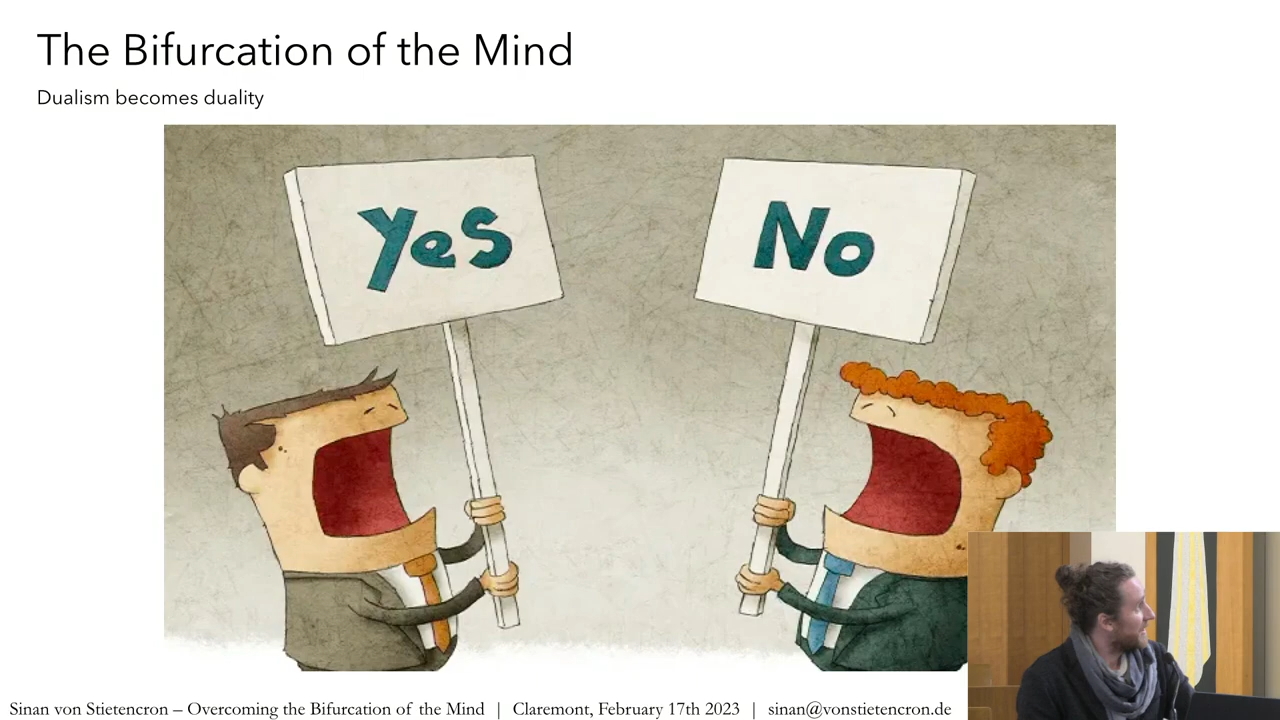 The Bifurcation of the Mind
Dualism becomes duality
Yes
No
Sinan von Stietencron – Overcoming the Bifurcation of the Mind | Claremont, February 17th 2023 | sinan@vonstietencron.de